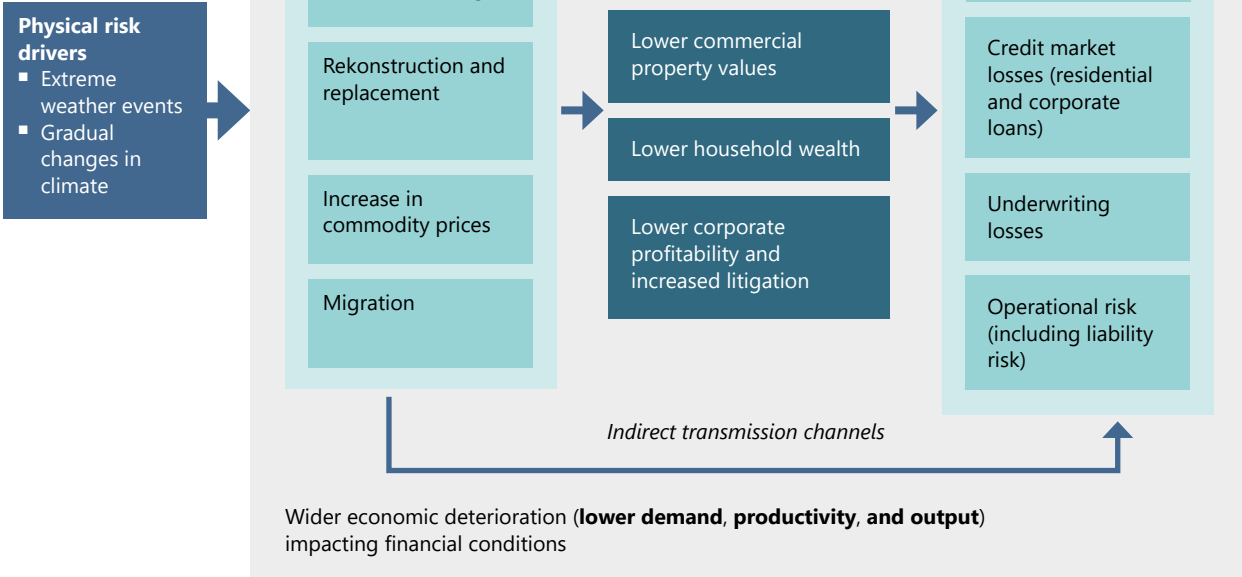 Physical risk
drivers
▪ Extreme
weather events
▪ Gradual
changes in
climate
Rekonstruction and
replacement
Increase in
commodity prices
Migration
Lower commercial
property values
Lower household wealth
Lower corporate
profitability and
increased litigation
Credit market
losses (residential
and corporate
loans)
Underwriting
losses
Operational risk
(including liability
risk)
Indirect transmission channels
Wider economic deterioration (lower demand, productivity, and output)
impacting financial conditions